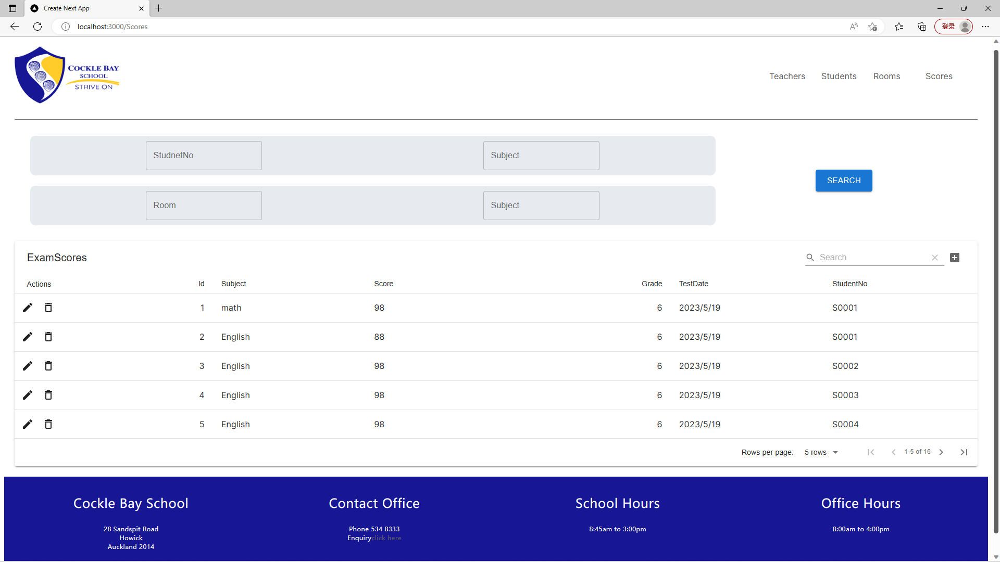 Create Next App
localhost:3000/Scores
登录
COCKLE BAY
SCHOOL
STRIVE ON
Teachers Students Rooms Scores
StudnetNo Subject
SEARCH
Room Subject
ExamScores Search
Actions Id Subject Score Grade TestDate StudentNo
1 math 98 6 2023/5/19 S0001
2 English 88 6 2023/5/19 S0001
3 English 98 6 2023/5/19 S0002
4 English 98 6 2023/5/19 S0003
5 English 98 6 2023/5/19 S0004
Rows per page: 5 rows 1-5 of 16
Cockle Bay School Contact Office School Hours Office Hours
28 Sandspit Road Phone 534 8333 8:45am to 3:00pm 8:00am to 4:00pm
Howick Enquiryclick here
Auckland 2014